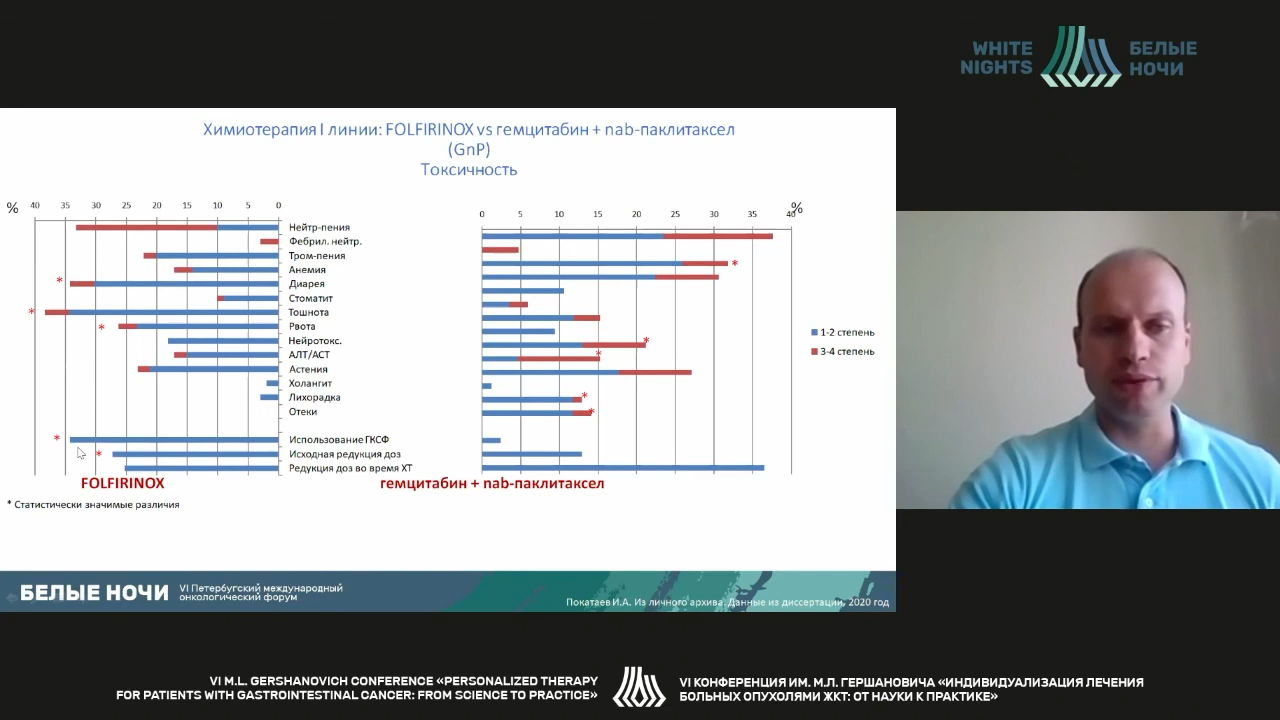 WHITE
NIGHTS
БЕЛЫЕ
НОЧИ
Химиотерапия I линии: FOLFIRINOX vs гемцитабин + nab-паклитаксел
(GnP)
Токсичность
% 40 35 30 25 20 15 10 5 0
0 5 10 15 20 25 30 35 40 %
Нейтр-пения
Фебрил. нейтр.
Тром-пения
*
Анемия
* Диарея
Стоматит
* Тошнота
* Рвота
Нейротокс. *
АЛТ/АСТ *
Астения
Холангит
Лихорадка *
Отеки *
* Использование ГКСФ
* Исходная редукция доз
Редукция доз во время ХТ
1-2 степень
3-4 степень
FOLFIRINOX
гемцитабин + nab-паклитаксел
* Статистически значимые различия
БЕЛЫЕ НОЧИ
VI Петербугский международный
онкологический форум
Покатаев И.А. Из личного архива. Данные из диссертации, 2020 год
VI M.L. GERSHANOVICH CONFERENCE «PERSONALIZED THERAPY
FOR PATIENTS WITH GASTROINTESTINAL CANCER: FROM SCIENCE TO PRACTICE»
VI КОНФЕРЕНЦИЯ ИМ. М.Л. ГЕРШАНОВИЧА «ИНДИВИДУАЛИЗАЦИЯ ЛЕЧЕНИЯ
БОЛЬНЫХ ОПУХОЛЯМИ ЖКТ: ОТ НАУКИ К ПРАКТИКЕ»